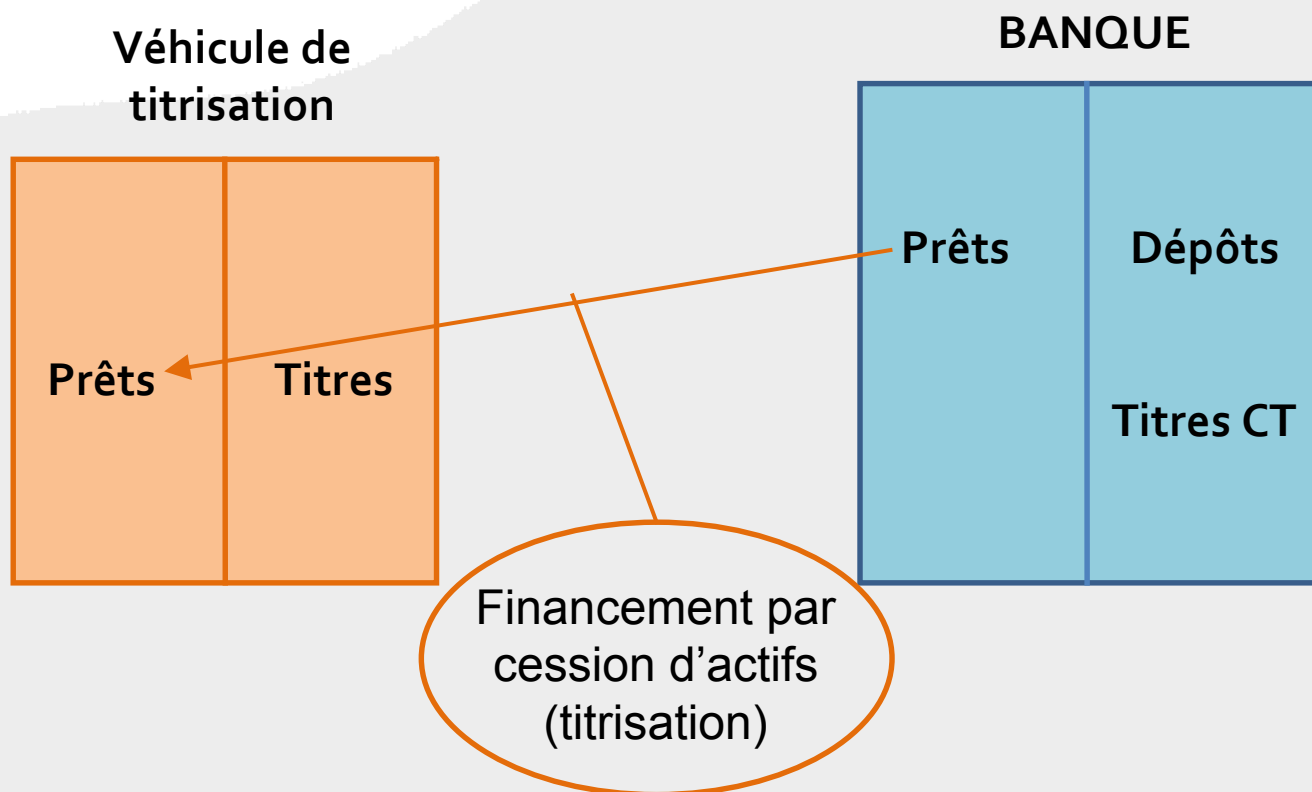 Véhicule de
titrisation
BANQUE
Prêts
Titres
Prêts
Dépôts
Titres CT
Financement par
cession d’actifs
(titrisation)